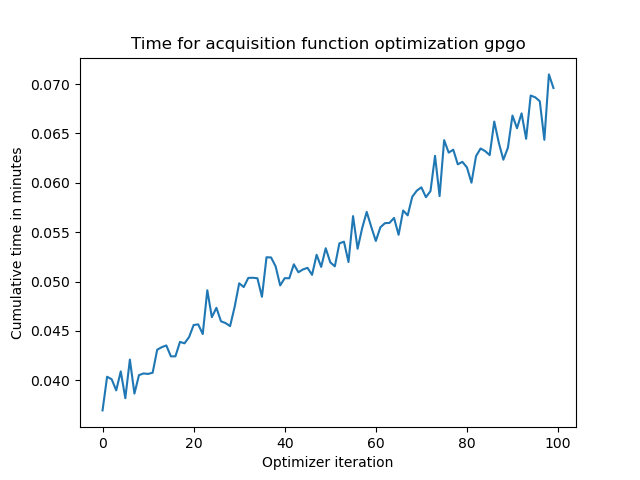 Time for acquisition function optimization gpgo
0.070
0.065
0.060
0.055
0.050
0.045
0.040
Cumulative time in minutes
0 20 40 60 80 100
Optimizer iteration